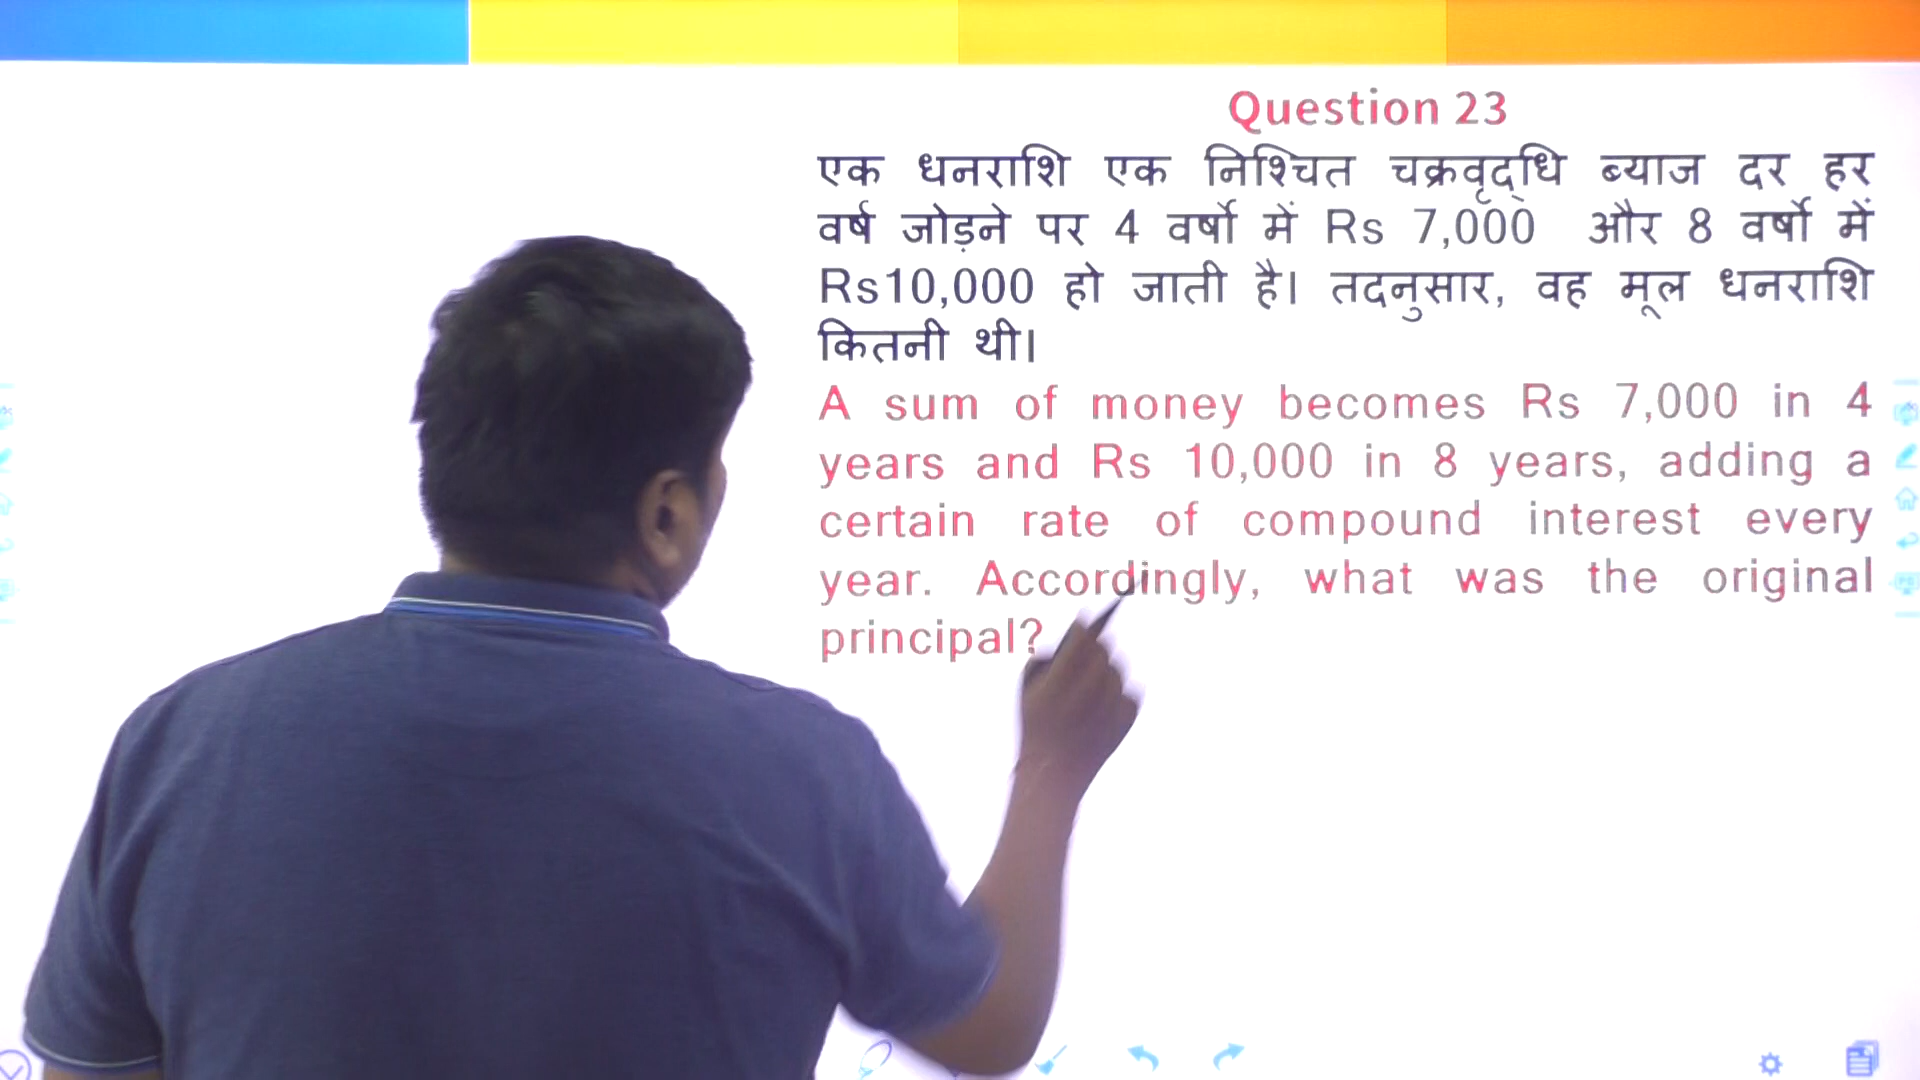 Question 23
एक धनराशि एक निश्चित चक्रवृद्धि ब्याज दर हर
वर्ष जोड़ने पर 4 वर्षो में Rs 7,000 और 8 वर्षो में
Rs10,000 हो जाती है। तदनुसार, वह मूल धनराशि
कितनी थी।
A sum of money becomes Rs 7,000 in 4
years and Rs 10,000 in 8 years, adding a
certain rate of compound interest every
year. Accordingly, what was the original
principal?